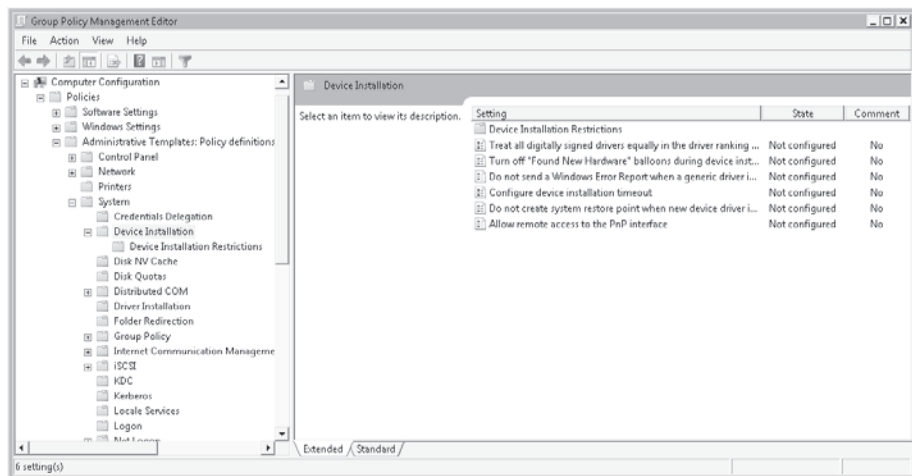 Group Policy Management Editor
File Action View Help
Computer Configuration
Policies
Software Settings
Windows Settings
Administrative Templates: Policy definitions
Control Panel
Network
Printers
System
Credentials Delegation
Device Installation
Device Installation Restrictions
Disk NV Cache
Disk Quotas
Distributed COM
Driver Installation
Folder Redirection
Group Policy
Internet Communication Manageme
iSCSI
KDC
Kerberos
Locale Services
Logon
Net Logon
Device Installation
Select an item to view its description.
Setting State Comment
Device Installation Restrictions
Treat all digitally signed drivers equally in the driver ranking ... Not configured No
Turn off "Found New Hardware" balloons during device inst... Not configured No
Do not send a Windows Error Report when a generic driver i... Not configured No
Configure device installation timeout Not configured No
Do not create system restore point when new device driver i... Not configured No
Allow remote access to the PnP interface Not configured No
Extended Standard
6 setting(s)